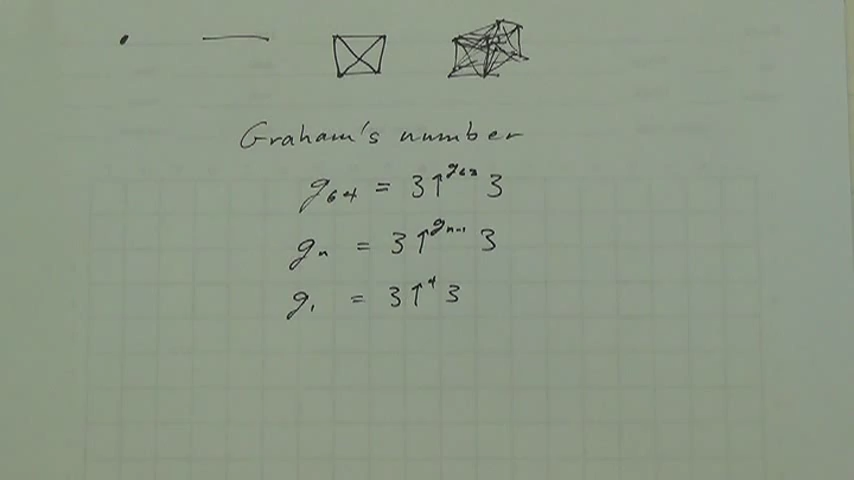 Graham's number
g₆₄ = 3↑^g₆₃ 3
gₙ = 3↑^gₙ₋₁ 3
g₁ = 3↑⁴ 3